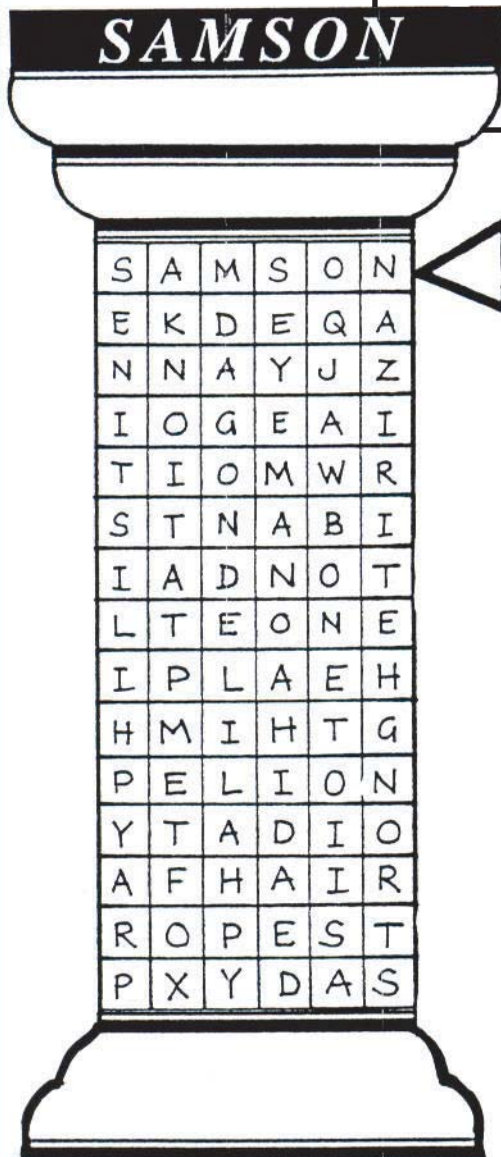 SAMSON
S A M S O N
E K D E Q A
N N A Y J Z
I O G E A I
T I O M W R
S T N A B I
I A D N O T
L T E O N E
I P L A E H
H M I H T G
P E L I O N
Y T A D I O
A F H A I R
R O P E S T
P X Y D A S